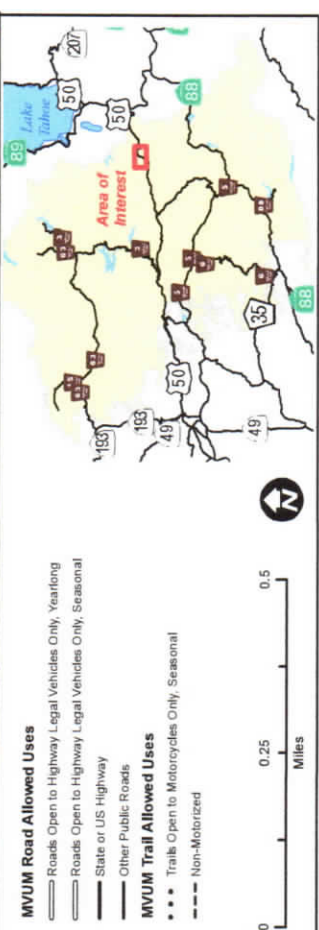 MVUM Road Allowed Uses
Roads Open to Highway Legal Vehicles Only, Yearlong
Roads Open to Highway Legal Vehicles Only, Seasonal
State or US Highway
Other Public Roads
MVUM Trail Allowed Uses
Trails Open to Motorcycles Only, Seasonal
Non-Motorized
0
0.25
0.5
Miles
N
Area of
Interest
Lake
Tahoe
89
50
207
50
88
193
193
49
50
49
35
88